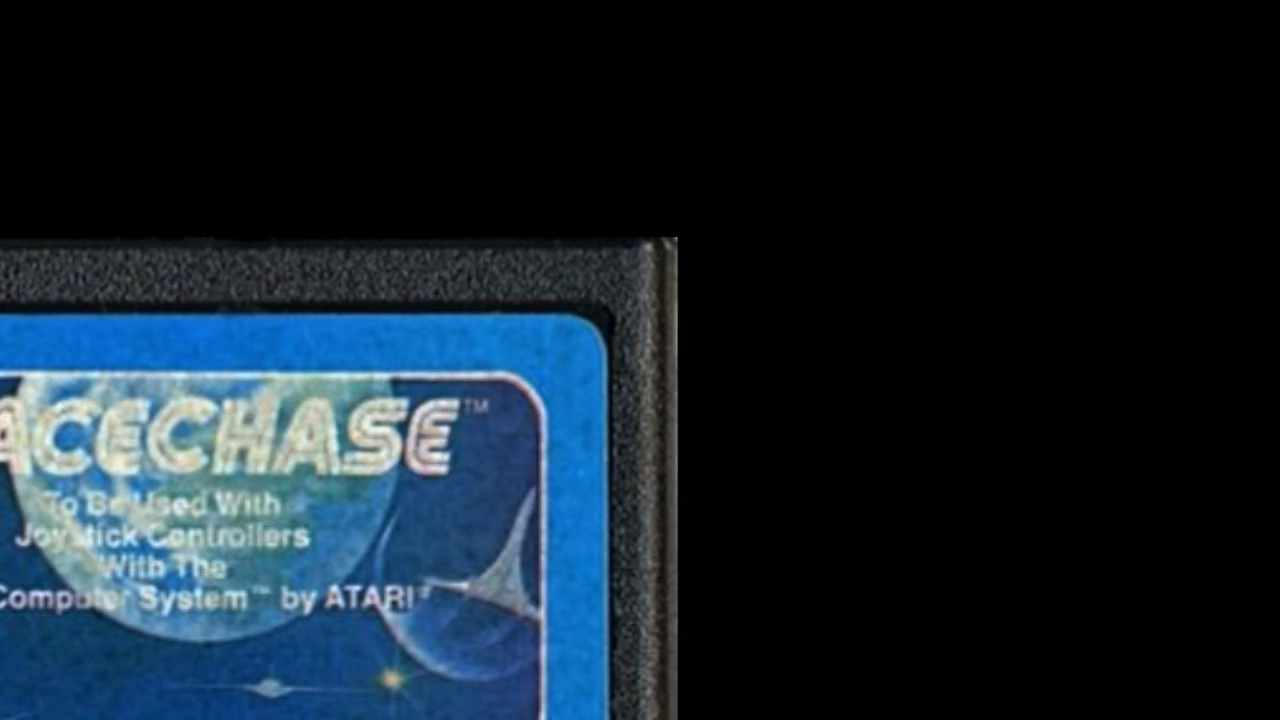 ACECHASE™
To Be Used With
Joystick Controllers
With The
Computer System™ by ATARI®